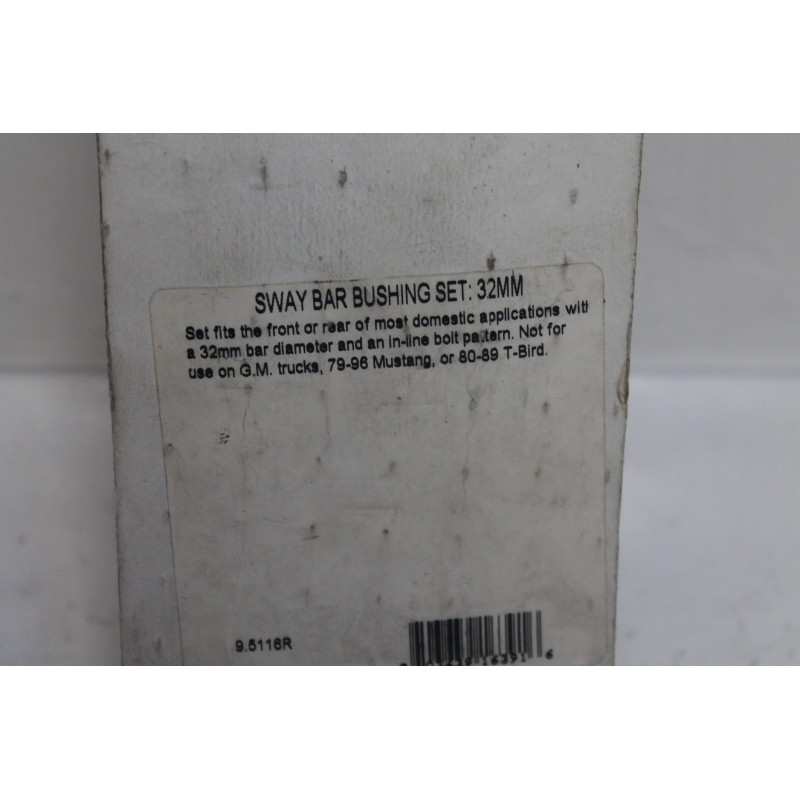 SWAY BAR BUSHING SET: 32MM
Set fits the front or rear of most domestic applications with
a 32mm bar diameter and an in-line bolt pattern. Not for
use on G.M. trucks, 79-96 Mustang, or 80-89 T-Bird.
9.5116R
16391 6